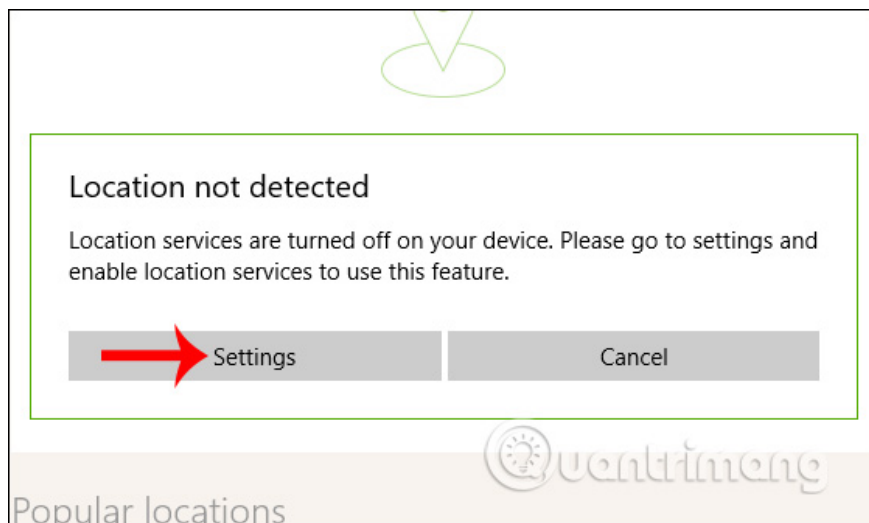 Location not detected
Location services are turned off on your device. Please go to settings and
enable location services to use this feature.
Settings
Cancel
Quantrimang
Popular locations